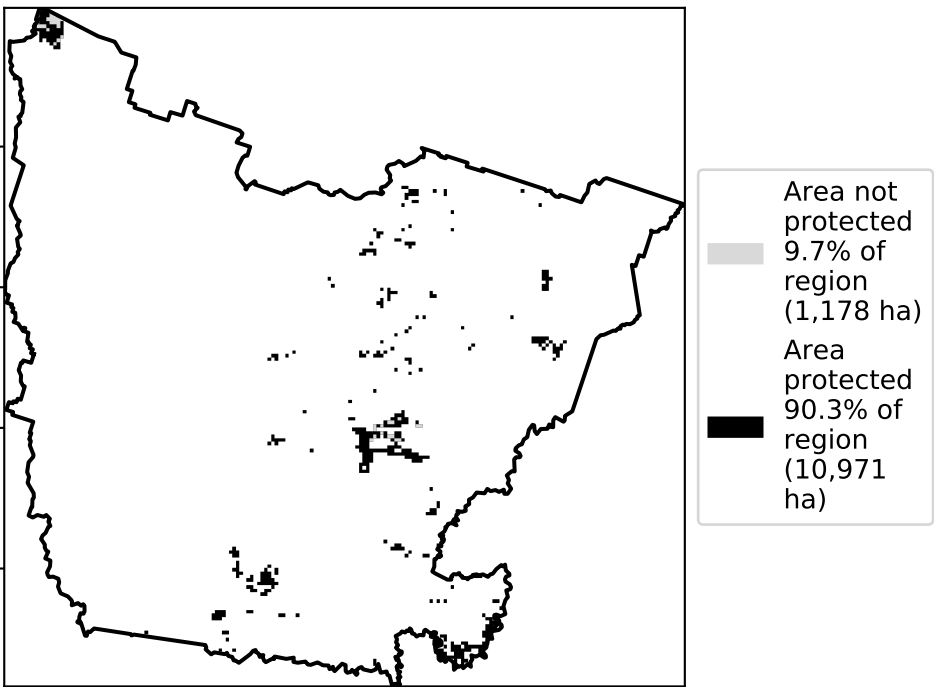 Area not
protected
9.7% of
region
(1,178 ha)
Area
protected
90.3% of
region
(10,971
ha)